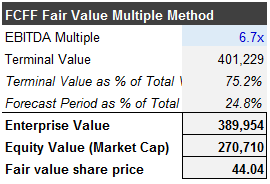 FCFF Fair Value Multiple Method
EBITDA Multiple 6.7x
Terminal Value 401,229
Terminal Value as % of Total 75.2%
Forecast Period as % of Total 24.8%
Enterprise Value 389,954
Equity Value (Market Cap) 270,710
Fair value share price 44.04